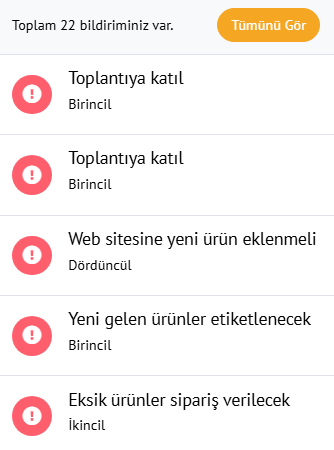 Toplam 22 bildiriminiz var.
Tümünü Gör
Toplantıya katıl
Birincil
Toplantıya katıl
Birincil
Web sitesine yeni ürün eklenmeli
Dördüncül
Yeni gelen ürünler etiketlenecek
Birincil
Eksik ürünler sipariş verilecek
İkincil